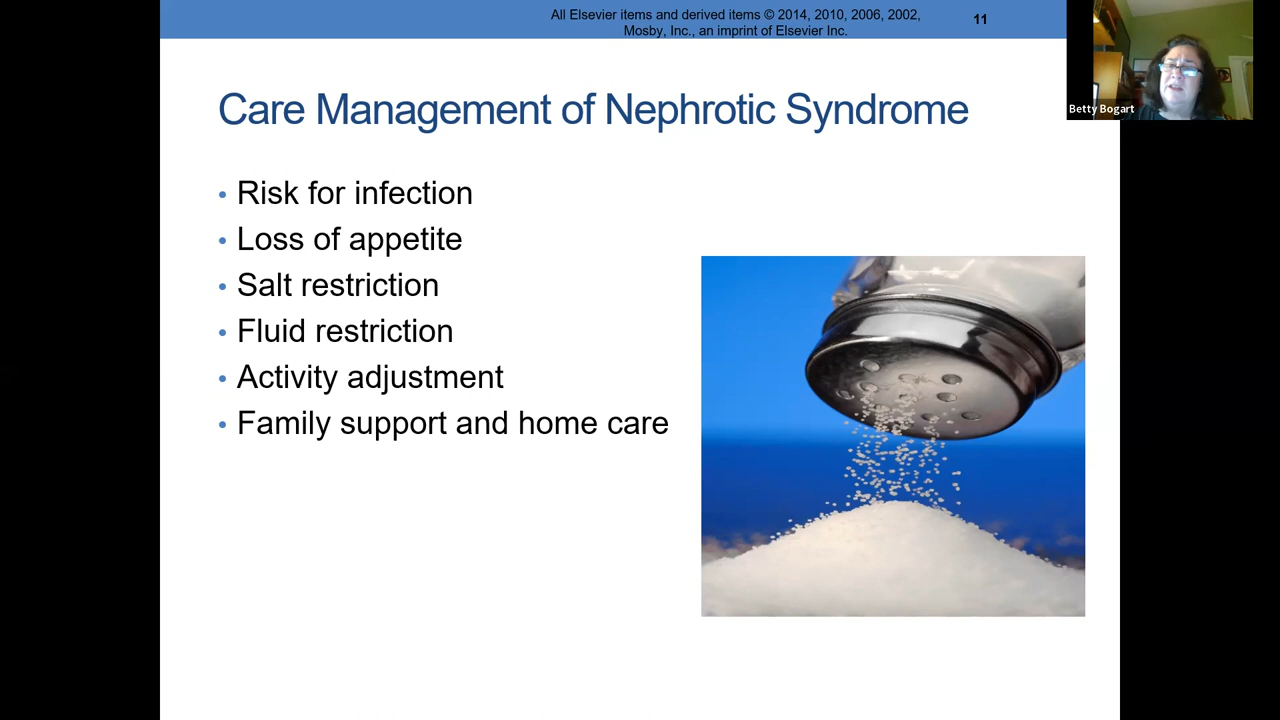 All Elsevier items and derived items © 2014, 2010, 2006, 2002,
Mosby, Inc., an imprint of Elsevier Inc.
11
Betty Bogart
Care Management of Nephrotic Syndrome
• Risk for infection
• Loss of appetite
• Salt restriction
• Fluid restriction
• Activity adjustment
• Family support and home care